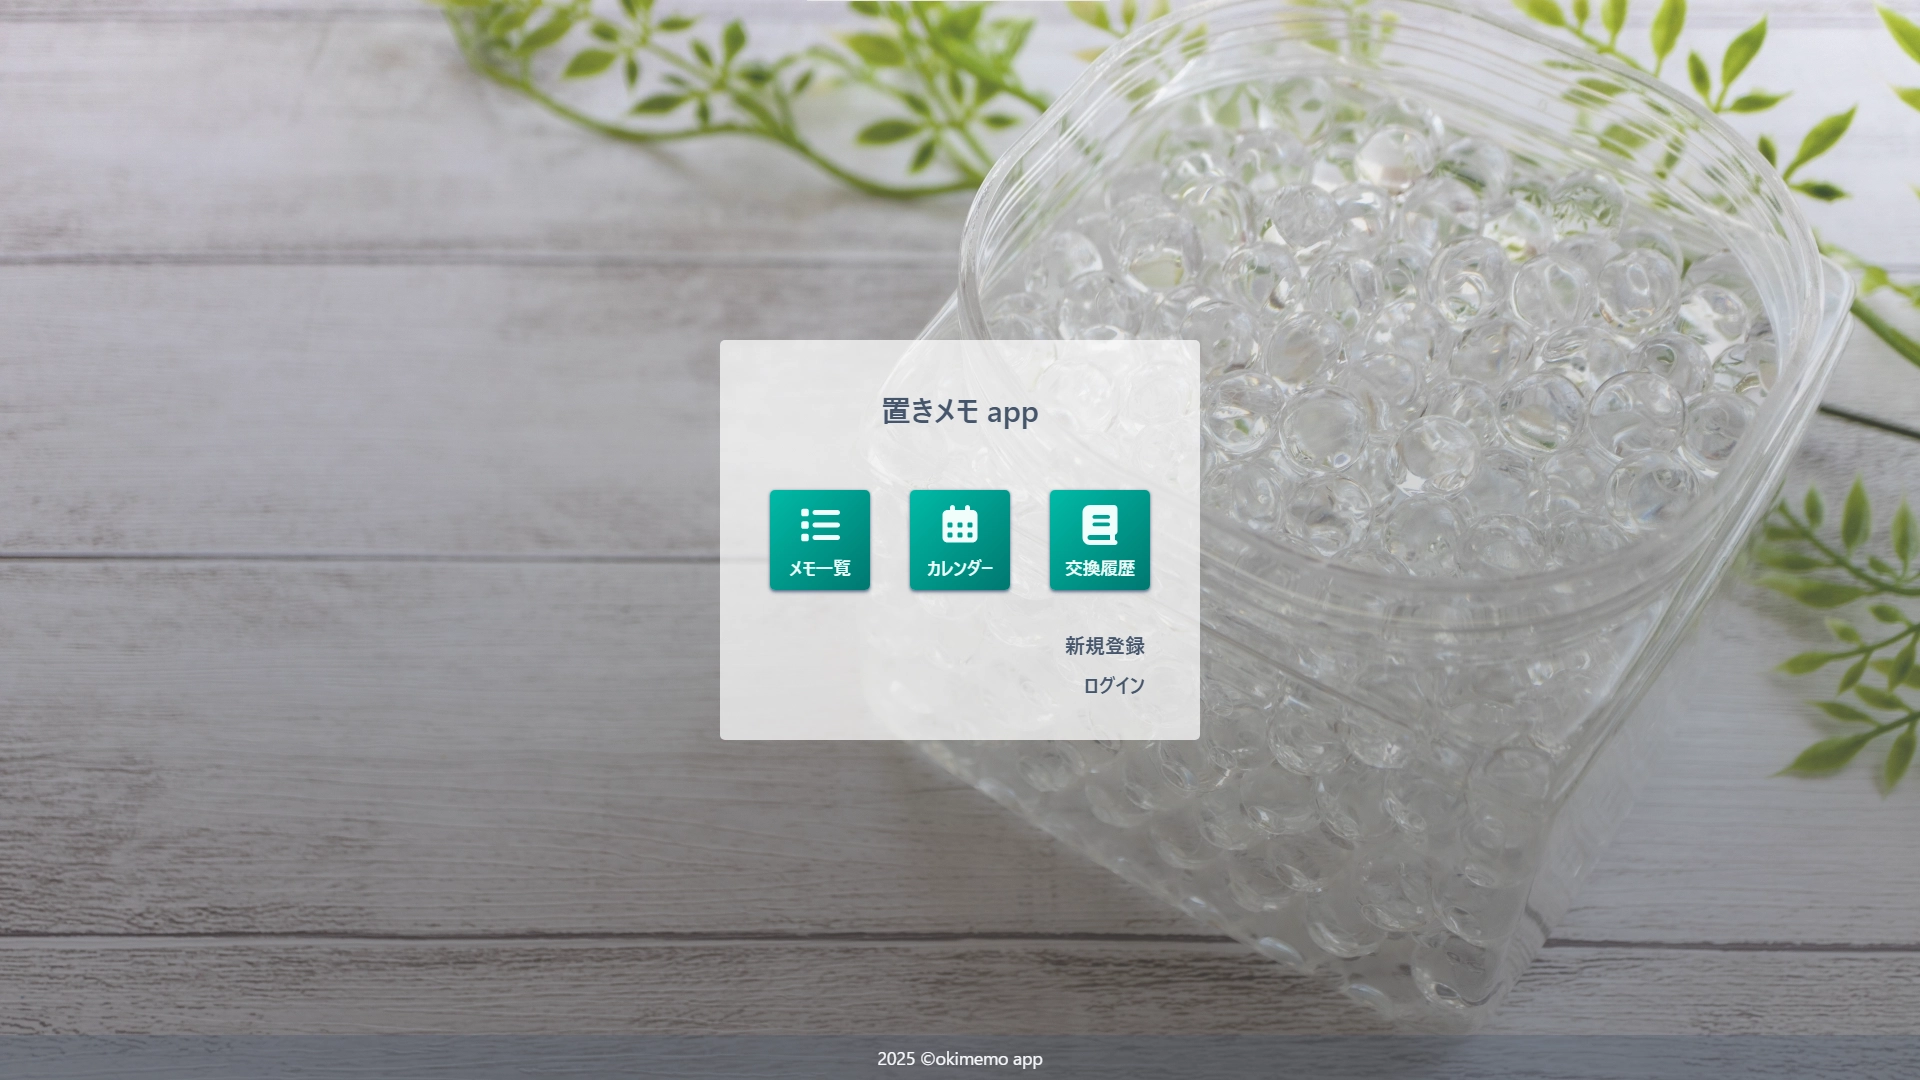 置きメモ app
メモ一覧
カレンダー
交換履歴
新規登録
ログイン
2025 ©okimemo app